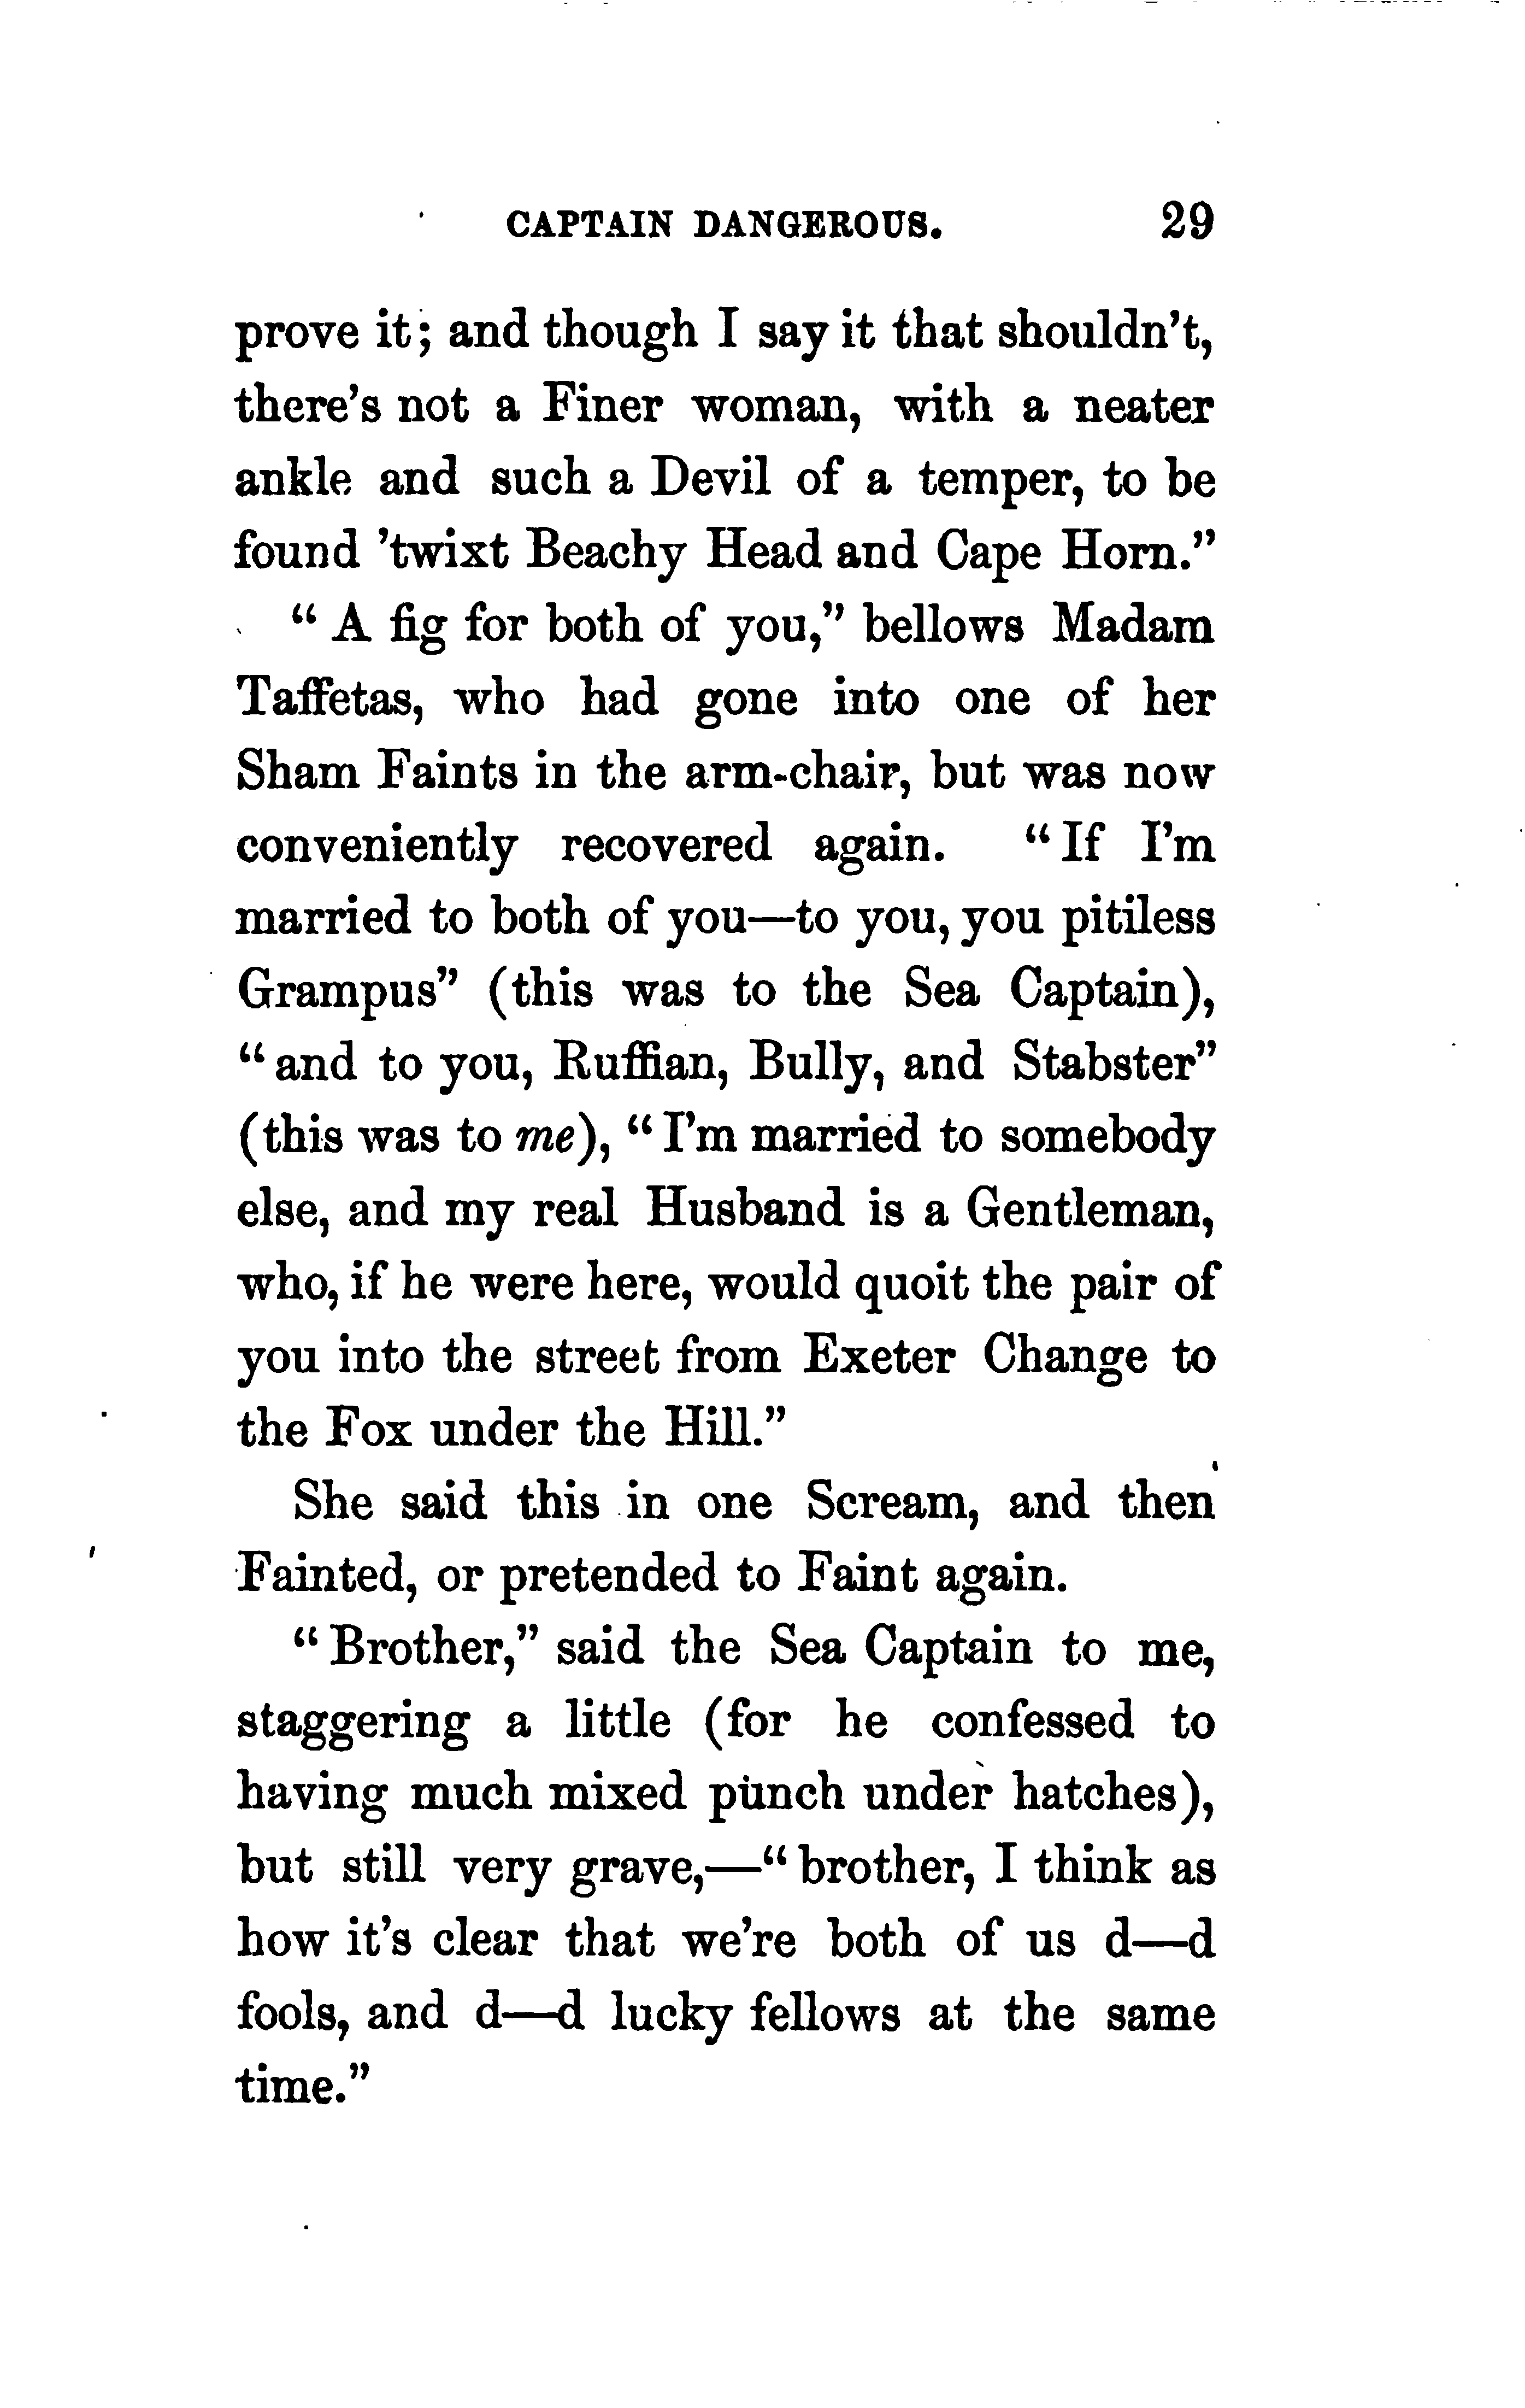 CAPTAIN DANGEROUS. 29
prove it; and though I say it that shouldn't,
there's not a Finer woman, with a neater
ankle and such a Devil of a temper, to be
found 'twixt Beachy Head and Cape Horn."
"A fig for both of you," bellows Madam
Taffetas, who had gone into one of her
Sham Faints in the arm-chair, but was now
conveniently recovered again. "If I'm
married to both of you—to you, you pitiless
Grampus" (this was to the Sea Captain),
"and to you, Ruffian, Bully, and Stabster"
(this was to me), "I'm married to somebody
else, and my real Husband is a Gentleman,
who, if he were here, would quoit the pair of
you into the street from Exeter Change to
the Fox under the Hill."
She said this in one Scream, and then
Fainted, or pretended to Faint again.
"Brother," said the Sea Captain to me,
staggering a little (for he confessed to
having much mixed punch under hatches),
but still very grave,—"brother, I think as
how it's clear that we're both of us d—d
fools, and d—d lucky fellows at the same
time."